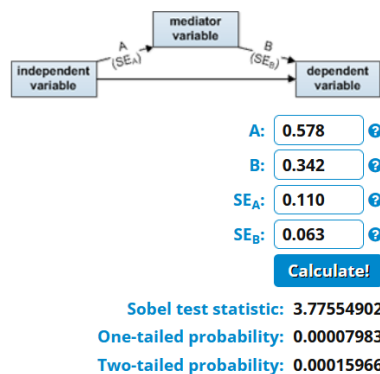 mediator
variable
A
(SEA)
B
(SEB)
independent
variable
dependent
variable
A: 0.578 ?
B: 0.342 ?
SEA: 0.110 ?
SEB: 0.063 ?
Calculate!
Sobel test statistic: 3.77554902
One-tailed probability: 0.00007983
Two-tailed probability: 0.00015966